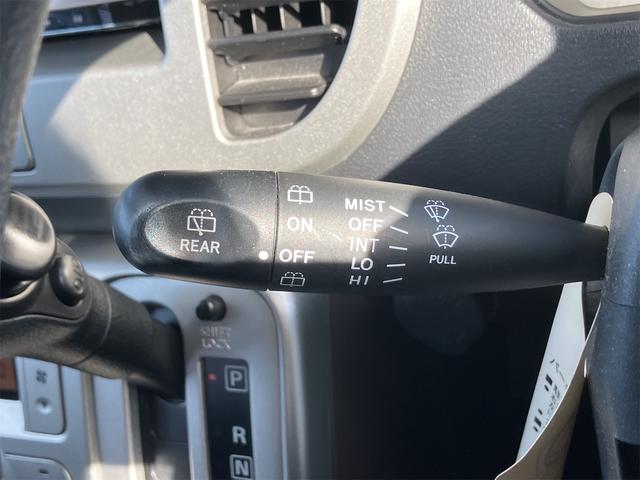 REAR
ON
OFF
MIST
OFF
INT
LO
HI
PULL
SHIFT
LOCK
P
R
N